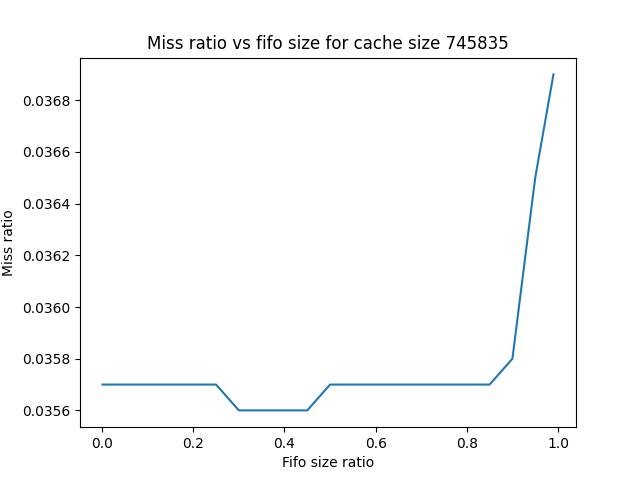 Miss ratio vs fifo size for cache size 745835
0.0368
0.0366
0.0364
0.0362
0.0360
0.0358
0.0356
Miss ratio
0.0 0.2 0.4 0.6 0.8 1.0
Fifo size ratio